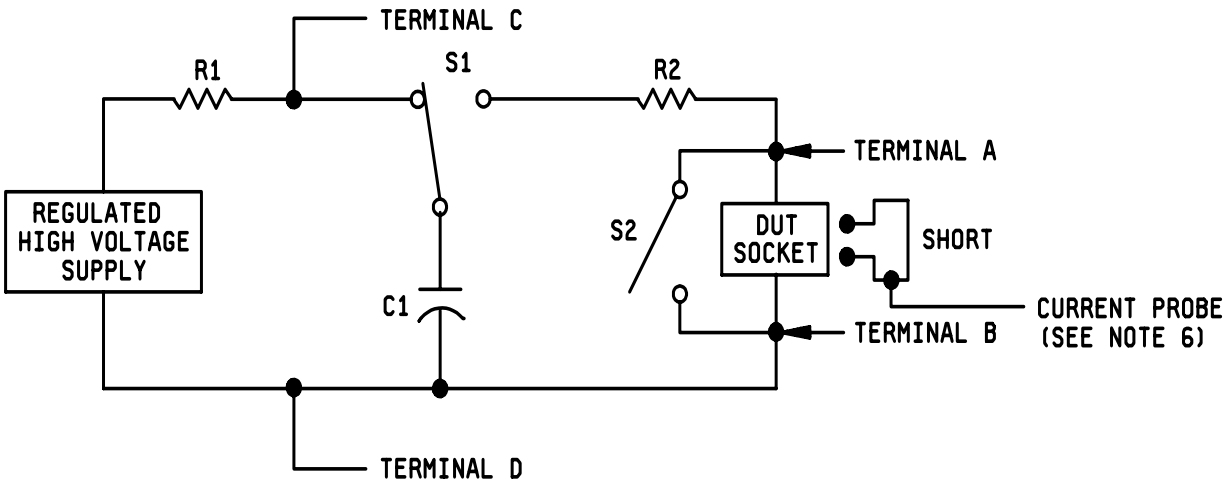 TERMINAL C
S1
R1
R2
TERMINAL A
REGULATED
HIGH VOLTAGE
SUPPLY
S2
DUT
SOCKET
SHORT
C1
CURRENT PROBE
(SEE NOTE 6)
TERMINAL B
TERMINAL D